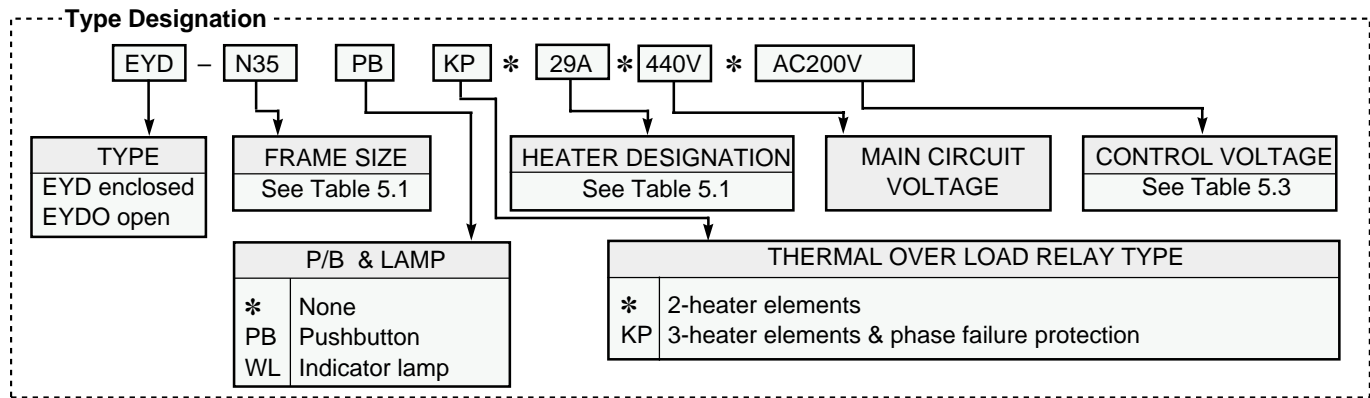 Type Designation
EYD – N35 PB KP * 29A * 440V * AC200V
TYPE
EYD enclosed
EYDO open
FRAME SIZE
See Table 5.1
HEATER DESIGNATION
See Table 5.1
MAIN CIRCUIT
VOLTAGE
CONTROL VOLTAGE
See Table 5.3
P/B & LAMP
* None
PB Pushbutton
WL Indicator lamp
THERMAL OVER LOAD RELAY TYPE
* 2-heater elements
KP 3-heater elements & phase failure protection